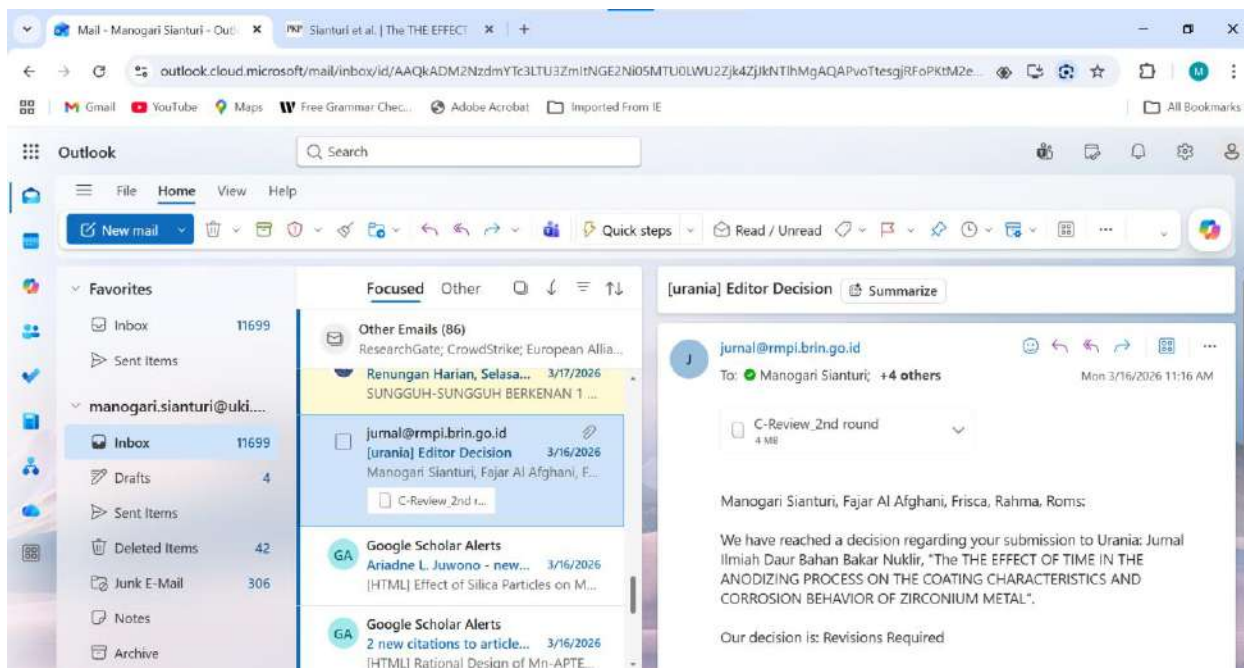 Mail - Manogari Sianturi - Out
PKP Sianturi et al. | The THE EFFECT
outlook.cloud.microsoft/mail/inbox/id/
Gmail YouTube Maps Free Grammar Chec... Adobe Acrobat Imported From IE All Bookmarks
Outlook
Search
File Home View Help
New mail
Quick steps
Read / Unread
Favorites
Inbox 11699
Sent Items
manogari.sianturi@uki....
Inbox 11699
Drafts 4
Sent Items
Deleted Items 42
Junk E-Mail 306
Notes
Archive
Focused Other
Other Emails (86)
ResearchGate; CrowdStrike; European Allia...
Renungan Harian, Selasa... 3/17/2026
SUNGGUH-SUNGGUH BERKENAN 1 ...
jurnal@rmpi.brin.go.id
[urania] Editor Decision 3/16/2026
Manogari Sianturi, Fajar Al Afghani, F...
C-Review_2nd r...
GA Google Scholar Alerts
Ariadne L. Juwono - new... 3/16/2026
[HTML] Effect of Silica Particles on M...
GA Google Scholar Alerts
2 new citations to article... 3/16/2026
[HTML] Rational Design of Mn-APTE...
[urania] Editor Decision Summarize
J
jurnal@rmpi.brin.go.id
To: Manogari Sianturi; +4 others Mon 3/16/2026 11:16 AM
C-Review_2nd round
4 MB
Manogari Sianturi, Fajar Al Afghani, Frisca, Rahma, Roms:
We have reached a decision regarding your submission to Urania: Jurnal
Ilmiah Daur Bahan Bakar Nuklir, "The THE EFFECT OF TIME IN THE
ANODIZING PROCESS ON THE COATING CHARACTERISTICS AND
CORROSION BEHAVIOR OF ZIRCONIUM METAL".
Our decision is: Revisions Required